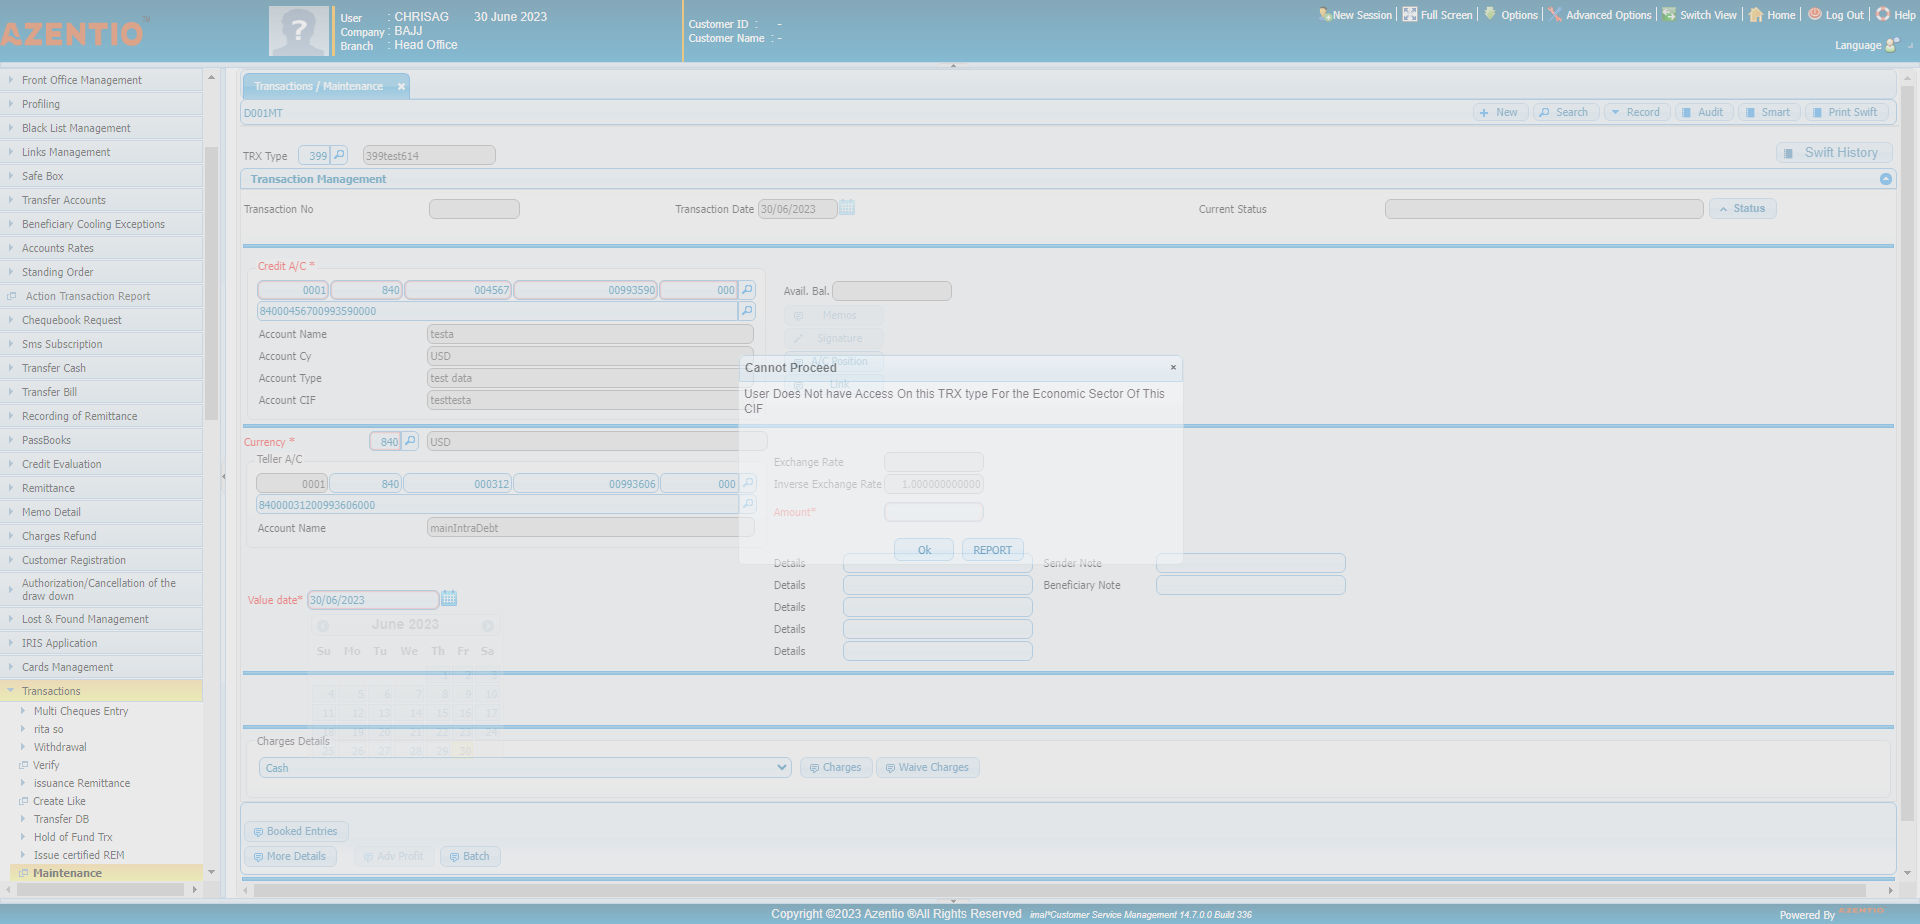 AZENTIO™
User : CHRISAG 30 June 2023
Company : BAJJ
Branch : Head Office
Customer ID : -
Customer Name : -
New Session
Full Screen
Options
Advanced Options
Switch View
Home
Log Out
Help
Language
Front Office Management
Profiling
Black List Management
Links Management
Safe Box
Transfer Accounts
Beneficiary Cooling Exceptions
Accounts Rates
Standing Order
Action Transaction Report
Chequebook Request
Sms Subscription
Transfer Cash
Transfer Bill
Recording of Remittance
PassBooks
Credit Evaluation
Remittance
Memo Detail
Charges Refund
Customer Registration
Authorization/Cancellation of the
draw down
Lost & Found Management
IRIS Application
Cards Management
Transactions
Multi Cheques Entry
rita so
Withdrawal
Verify
issuance Remittance
Create Like
Transfer DB
Hold of Fund Trx
Issue certified REM
Maintenance
Transactions / Maintenance
D001MT
New
Search
Record
Audit
Smart
Print Swift
TRX Type 399 399test614
Swift History
Transaction Management
Transaction No
Transaction Date 30/06/2023
Current Status
Status
Credit A/C *
0001 840 004567 00993590 000
84000456700993590000
Account Name testa
Account Cy USD
Account Type test data
Account CIF testtesta
Avail. Bal.
Memos
Signature
A/C Position
Link
Cannot Proceed
User Does Not have Access On this TRX type For the Economic Sector Of This
CIF
Ok
REPORT
Currency * 840 USD
Teller A/C
0001 840 000312 00993606 000
84000031200993606000
Account Name mainIntraDebt
Exchange Rate
Inverse Exchange Rate 1.000000000000
Amount*
Details
Sender Note
Details
Beneficiary Note
Details
Details
Details
Value date* 30/06/2023
June 2023
Su Mo Tu We Th Fr Sa
1 2 3
4 5 6 7 8 9 10
11 12 13 14 15 16 17
18 19 20 21 22 23 24
25 26 27 28 29 30
Charges Details
Cash
Charges
Waive Charges
Booked Entries
More Details
Adv Profit
Batch
Copyright ©2023 Azentio ®All Rights Reserved imal*Customer Service Management 14.7.0.0 Build 336
Powered By AZENTIO